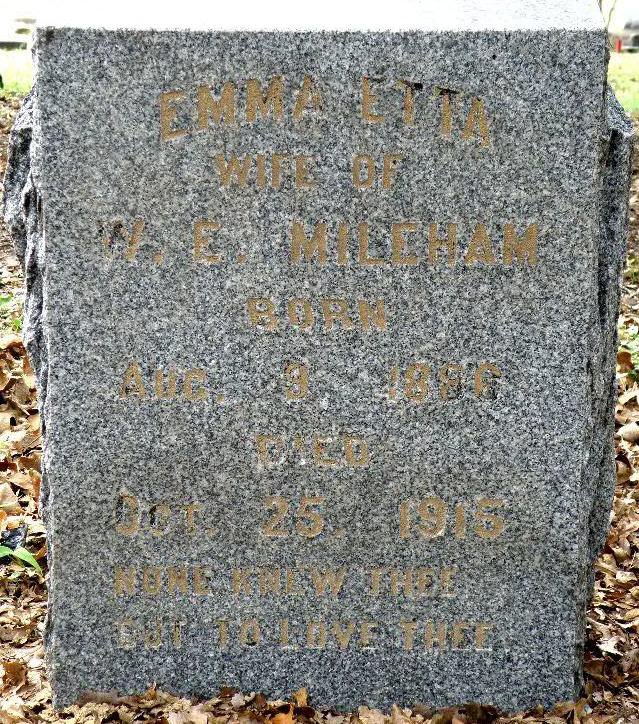 EMMA ETTA
WIFE OF
W. E. MILEHAM
BORN
AUG. 9 1886
DIED
OCT. 25, 1915
NONE KNEW THEE
BUT TO LOVE THEE